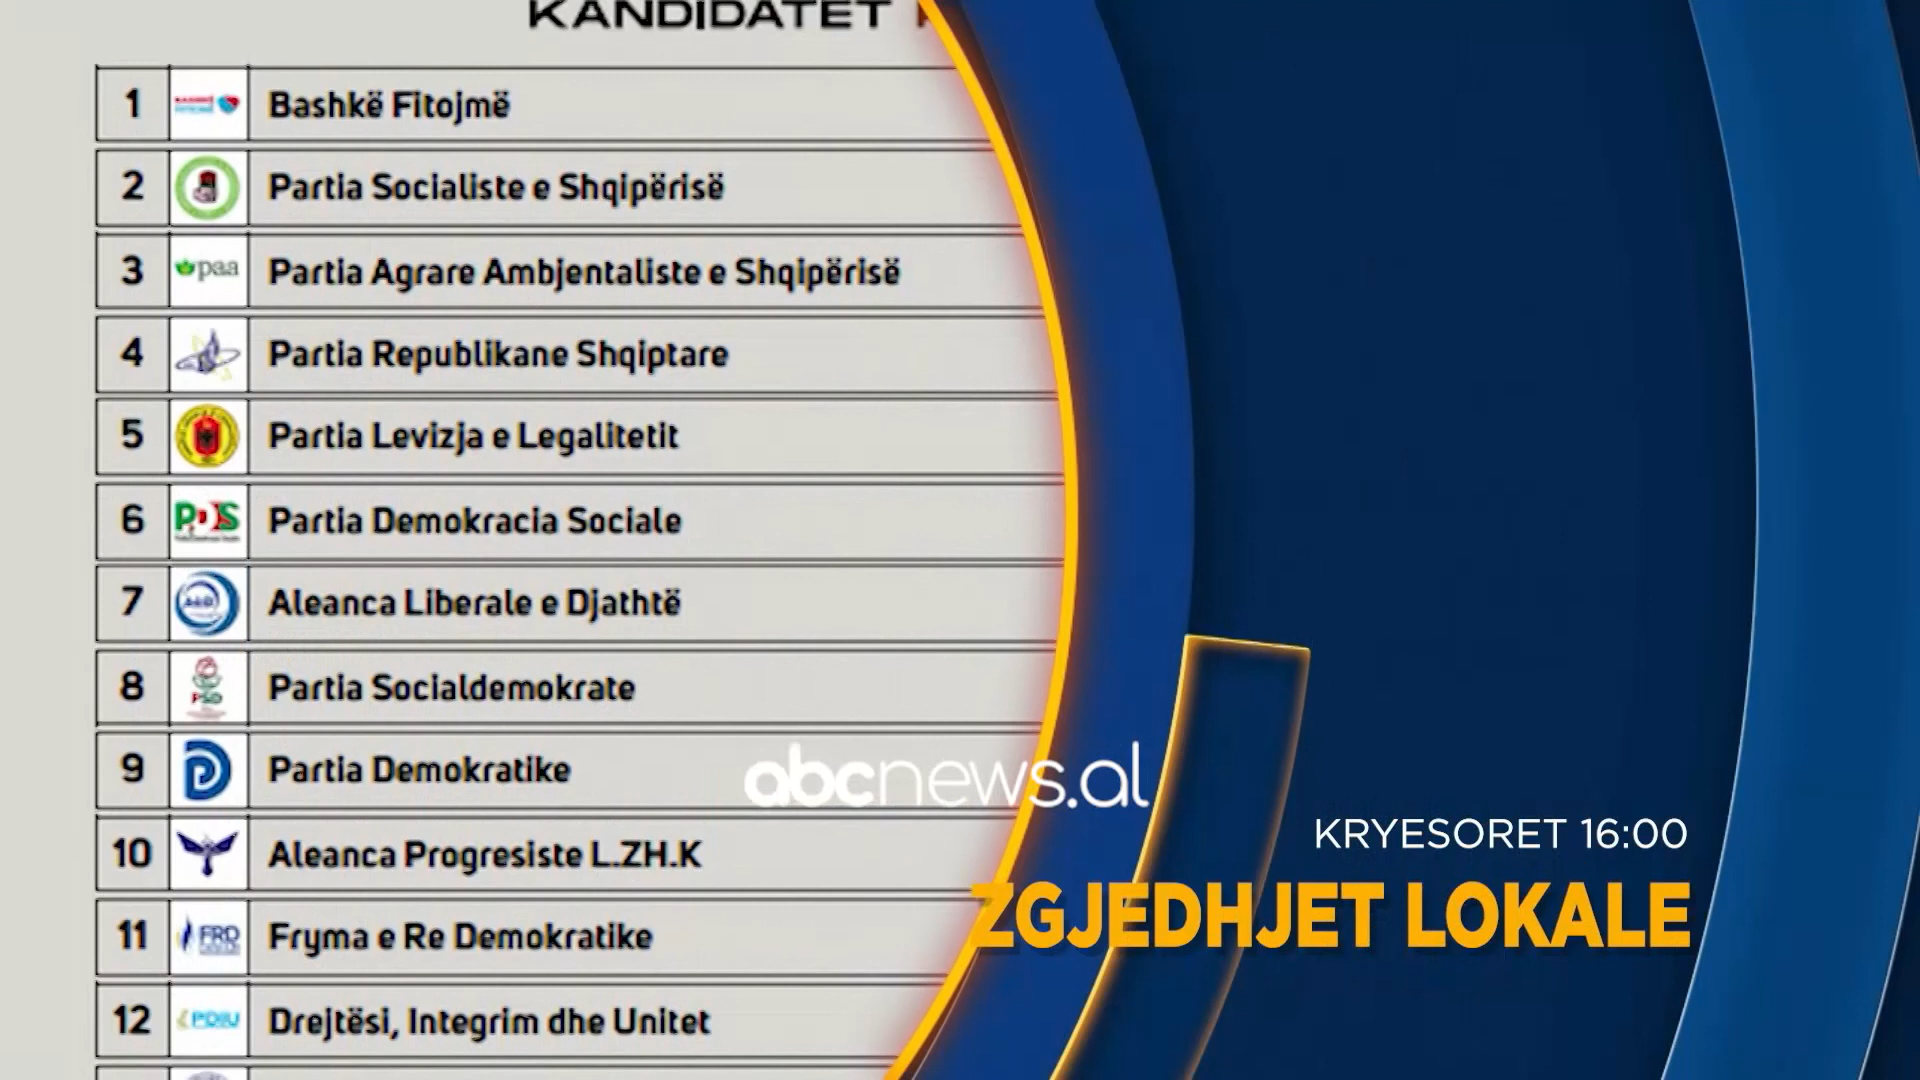 KANDIDATET
1 Bashkë Fitojmë
2 Partia Socialiste e Shqipërisë
3 paa Partia Agrare Ambjentaliste e Shqipërisë
4 Partia Republikane Shqiptare
5 Partia Levizja e Legalitetit
6 PDS Partia Demokracia Sociale
7 Aleanca Liberale e Djathtë
8 PSD Partia Socialdemokrate
9 Partia Demokratike
10 Aleanca Progresiste L.ZH.K
11 FRD Fryma e Re Demokratike
12 PDIU Drejtësi, Integrim dhe Unitet
abcnews.al
KRYESORET 16:00
ZGJEDHJET LOKALE